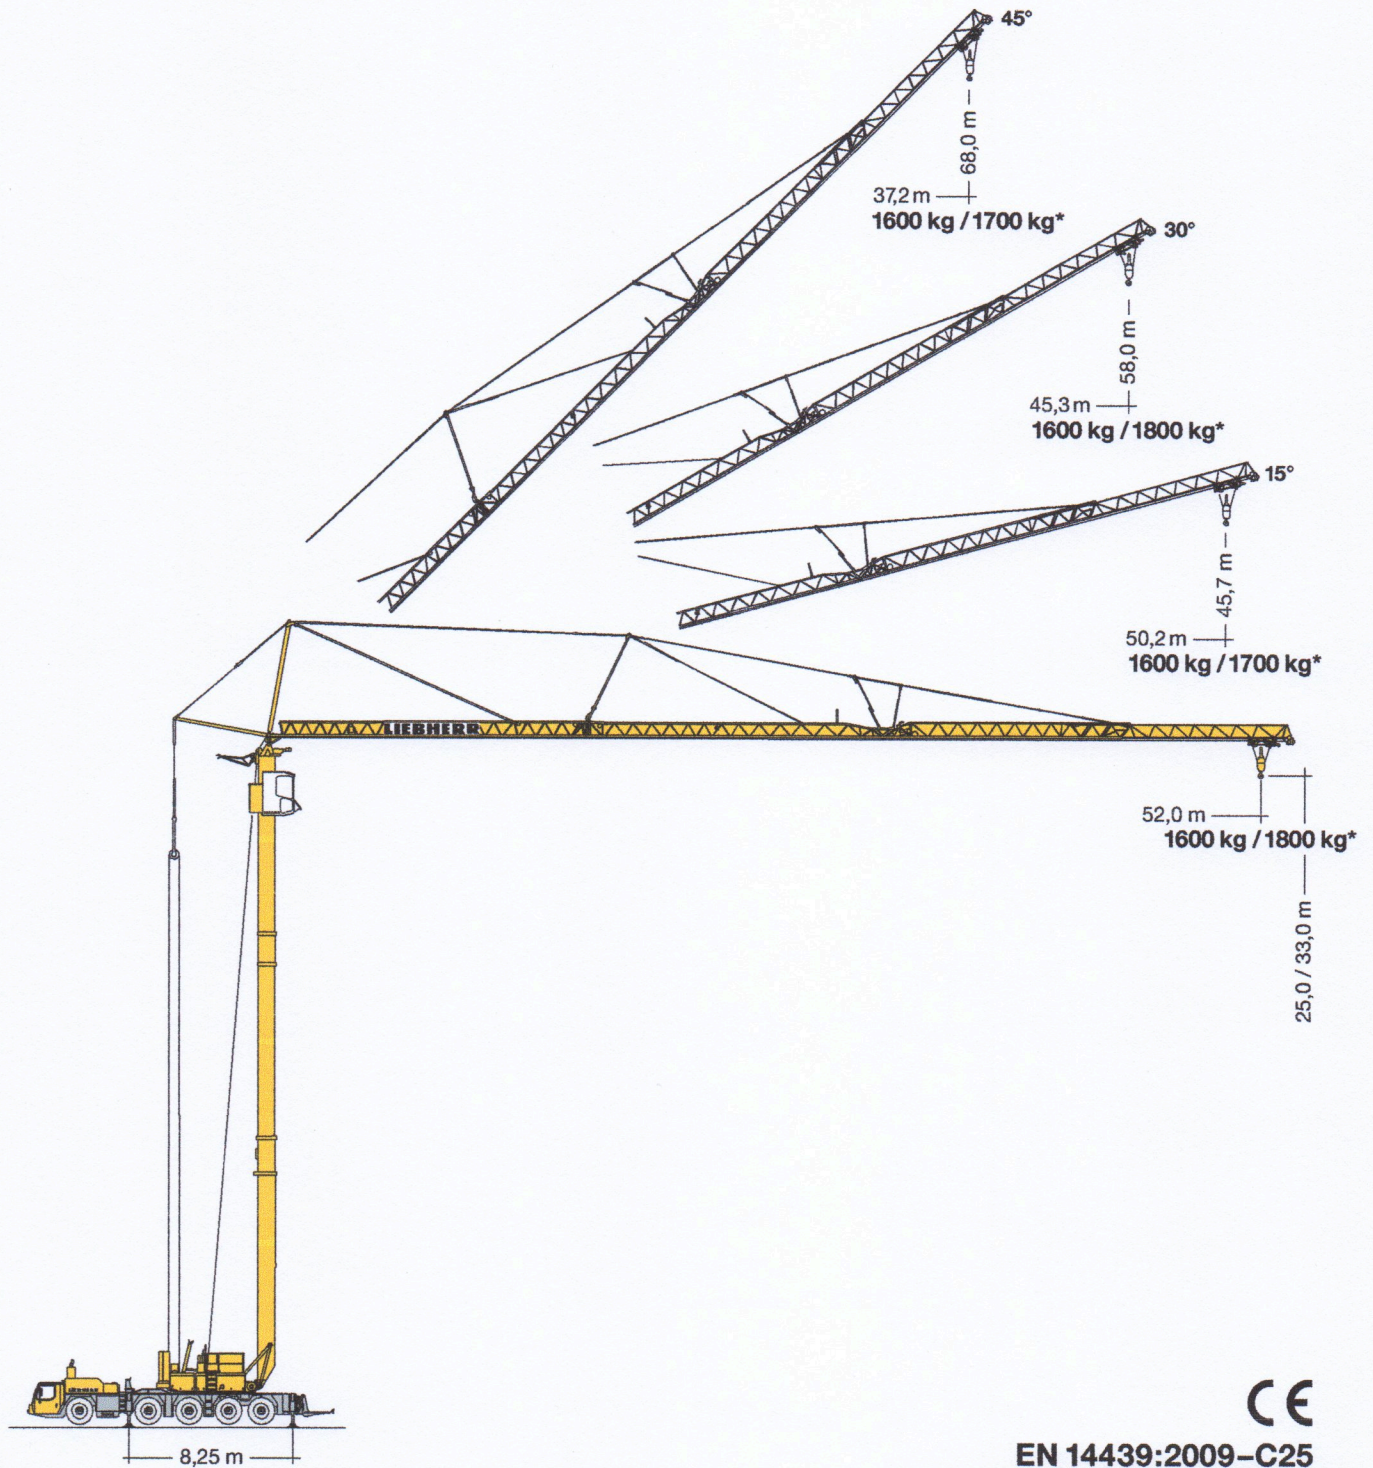 45°
68,0 m
37,2 m
1600 kg / 1700 kg*
30°
58,0 m
45,3 m
1600 kg / 1800 kg*
15°
45,7 m
50,2 m
1600 kg / 1700 kg*
LIEBHERR
52,0 m
1600 kg / 1800 kg*
25,0 / 33,0 m
LIEBHERR
8,25 m
CE
EN 14439:2009–C25